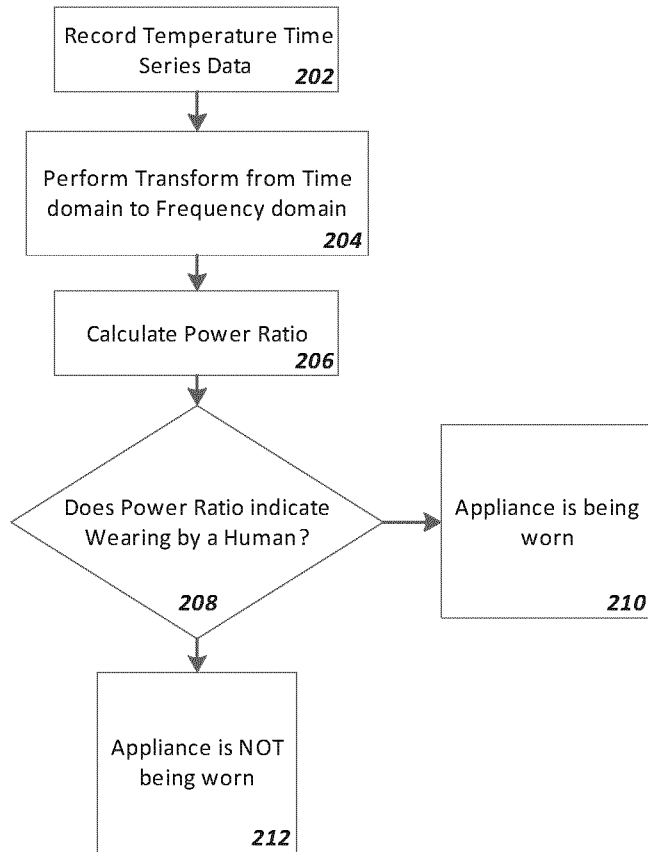 Record Temperature Time
Series Data
202
Perform Transform from Time
domain to Frequency domain
204
Calculate Power Ratio
206
Does Power Ratio indicate
Wearing by a Human?
208
Appliance is being
worn
210
Appliance is NOT
being worn
212